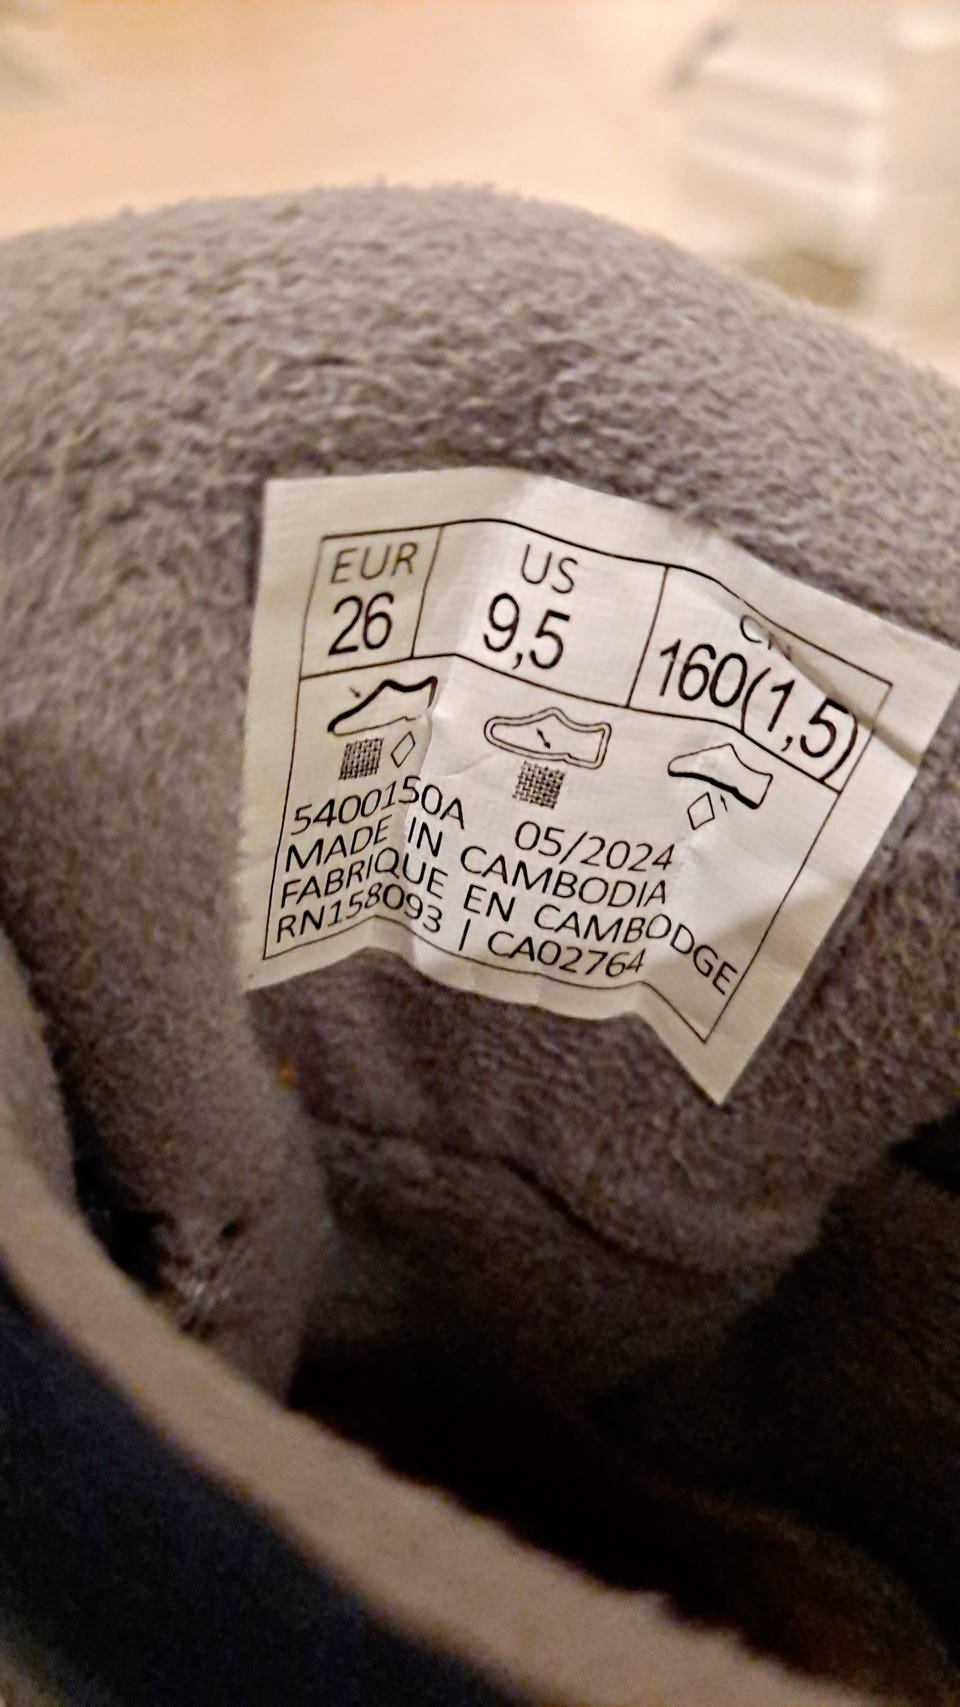 EUR US CN
26 9,5 160(1,5)
5400150A 05/2024
MADE IN CAMBODIA
FABRIQUE EN CAMBODGE
RN158093 | CA02764